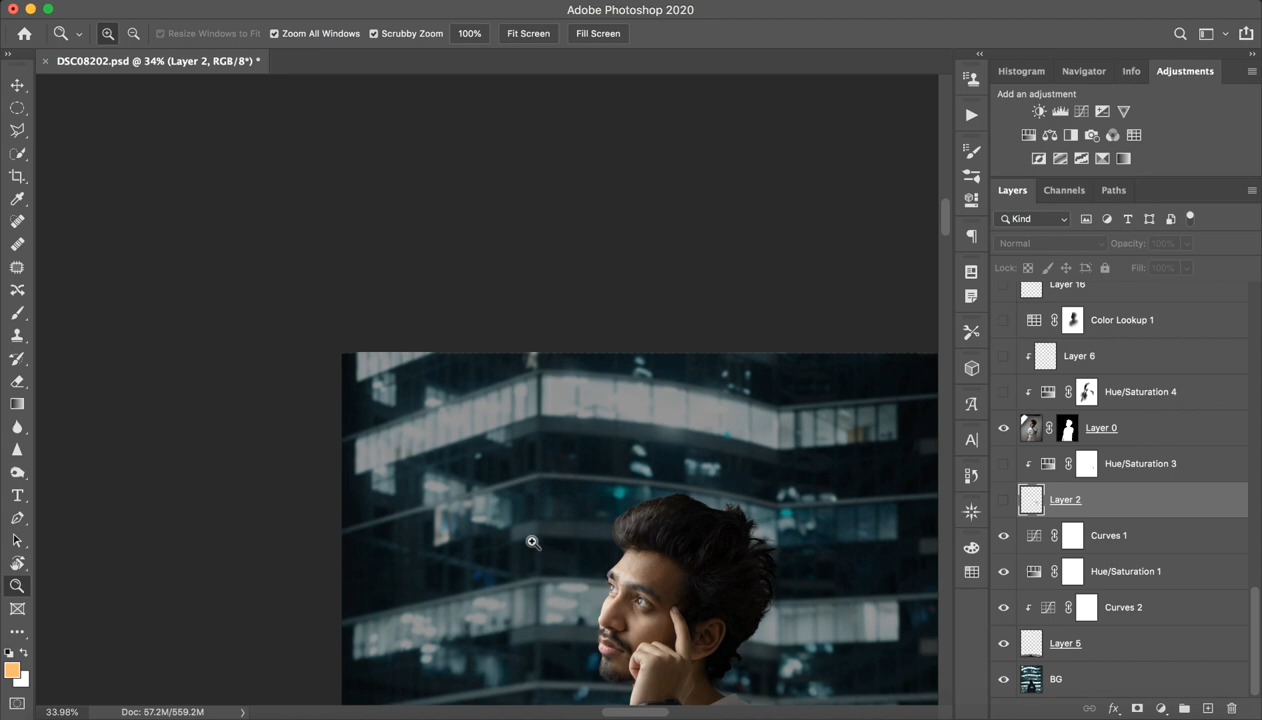 Adobe Photoshop 2020
Resize Windows to Fit
Zoom All Windows
Scrubby Zoom
100%
Fit Screen
Fill Screen
DSC08202.psd @ 34% (Layer 2, RGB/8*) *
Histogram
Navigator
Info
Adjustments
Add an adjustment
Layers
Channels
Paths
Kind
Normal
Opacity: 100%
Lock:
Fill: 100%
Layer 16
Color Lookup 1
Layer 6
Hue/Saturation 4
Layer 0
Hue/Saturation 3
Layer 2
Curves 1
Hue/Saturation 1
Curves 2
Layer 5
BG
33.98%
Doc: 57.2M/559.2M